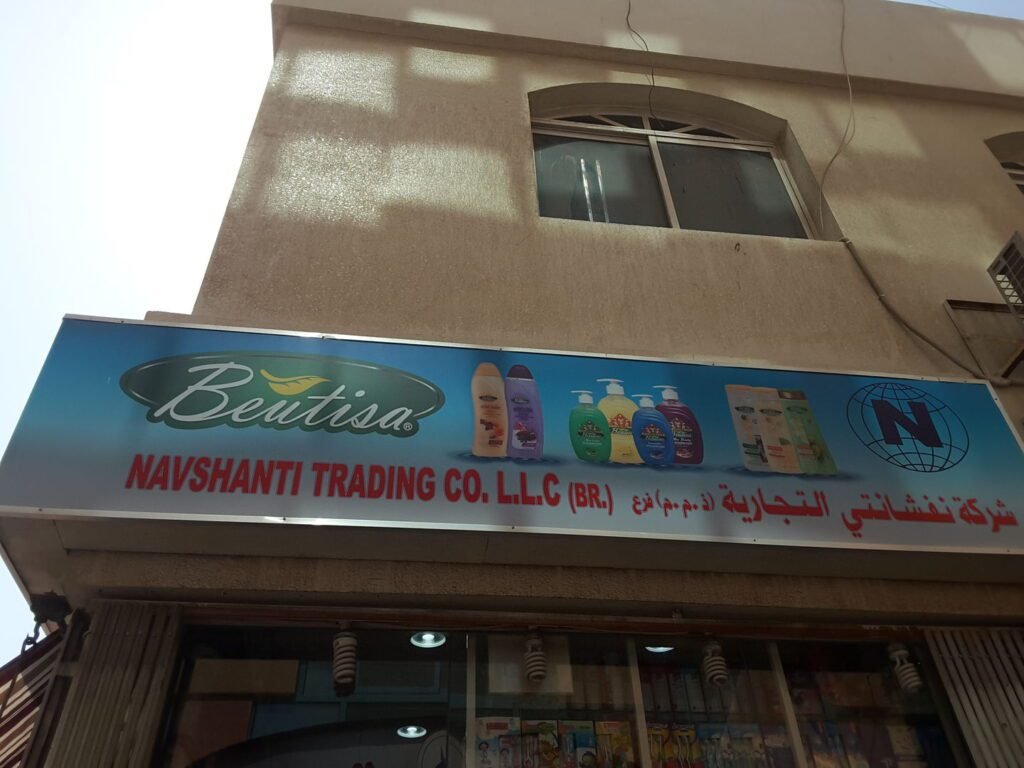 Beutisa®
N
NAVSHANTI TRADING CO. L.L.C (BR.)
شركة نفشانتي التجارية (ذ.م.م) فرع